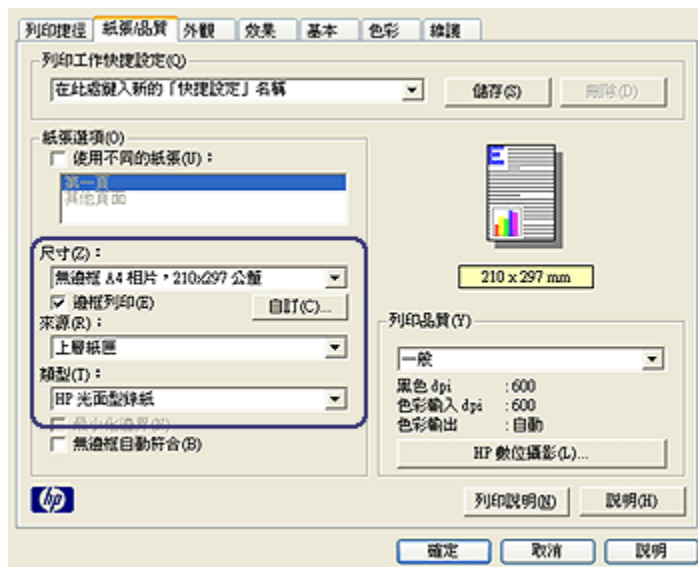 列印捷徑 紙張/品質 外觀 效果 基本 色彩 維護
列印工作快捷設定(Q)
在此處鍵入新的「快捷設定」名稱
儲存(S) 刪除(D)
紙張選項(O)
使用不同的紙張(U)：
第一頁
其他頁面
尺寸(Z)：
無邊框 A4 相片，210x297 公釐
邊框列印(E)
自訂(C)...
來源(R)：
上層紙匣
類型(T)：
HP 光面型錄紙
最小化邊界(N)
無邊框自動符合(B)
E
210 x 297 mm
列印品質(Y)
一般
黑色 dpi : 600
色彩輸入 dpi : 600
色彩輸出 : 自動
HP 數位攝影(L)...
hp
列印說明(N) 說明(H)
確定 取消 說明